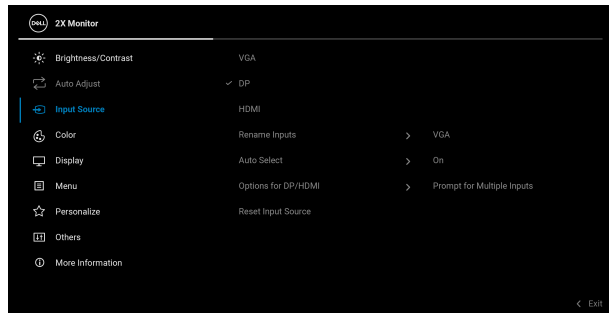 DELL 2X Monitor
Brightness/Contrast VGA
Auto Adjust DP
Input Source HDMI
Color Rename Inputs VGA
Display Auto Select On
Menu Options for DP/HDMI Prompt for Multiple Inputs
Personalize Reset Input Source
Others
More Information
Exit